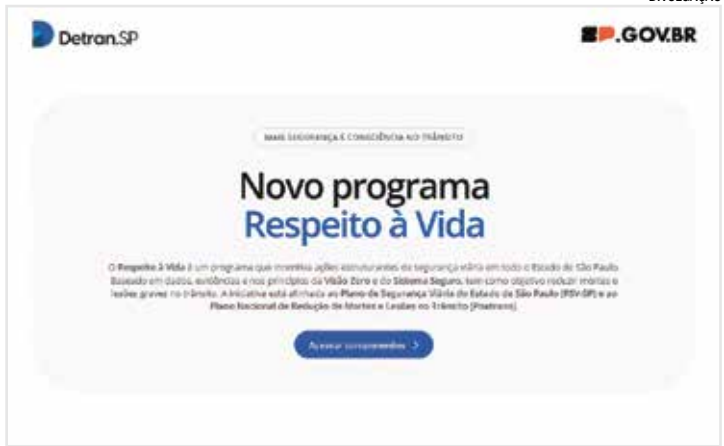 DIVULGAÇÃO
Detran.SP
SP.GOV.BR
MAIS SEGURANÇA E CONSCIÊNCIA NO TRÂNSITO
Novo programa
Respeito à Vida
O Respeito à Vida é um programa que incentiva ações estruturantes de segurança viária em todo o Estado de São Paulo.
Baseado em dados, evidências e nos princípios da Visão Zero e do Sistema Seguro, tem como objetivo reduzir mortes e
lesões graves no trânsito. A iniciativa está alinhada ao Plano de Segurança Viária do Estado de São Paulo (PSV-SP) e ao
Plano Nacional de Redução de Mortes e Lesões no Trânsito (Pnatrans).
Acessar